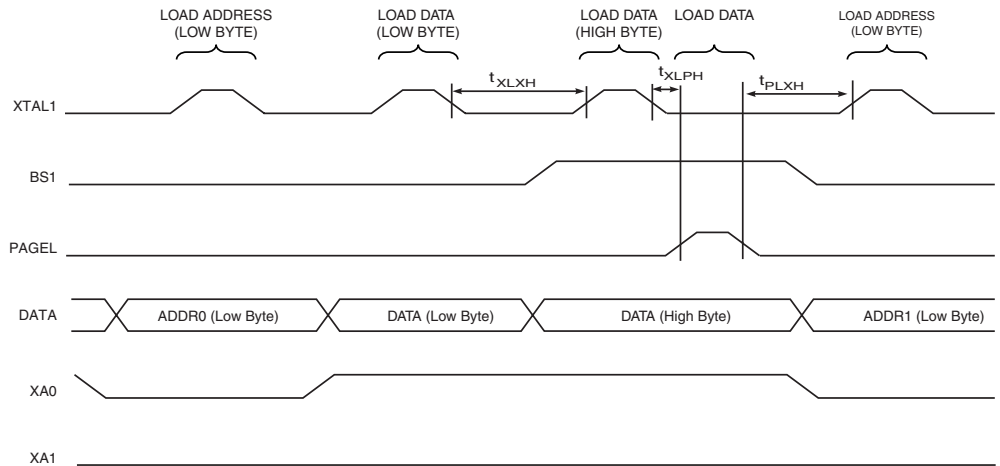 LOAD ADDRESS
(LOW BYTE)
LOAD DATA
(LOW BYTE)
LOAD DATA
(HIGH BYTE)
LOAD DATA
LOAD ADDRESS
(LOW BYTE)
tXLXH
tXLPH
tPLXH
XTAL1
BS1
PAGEL
DATA
ADDR0 (Low Byte)
DATA (Low Byte)
DATA (High Byte)
ADDR1 (Low Byte)
XA0
XA1